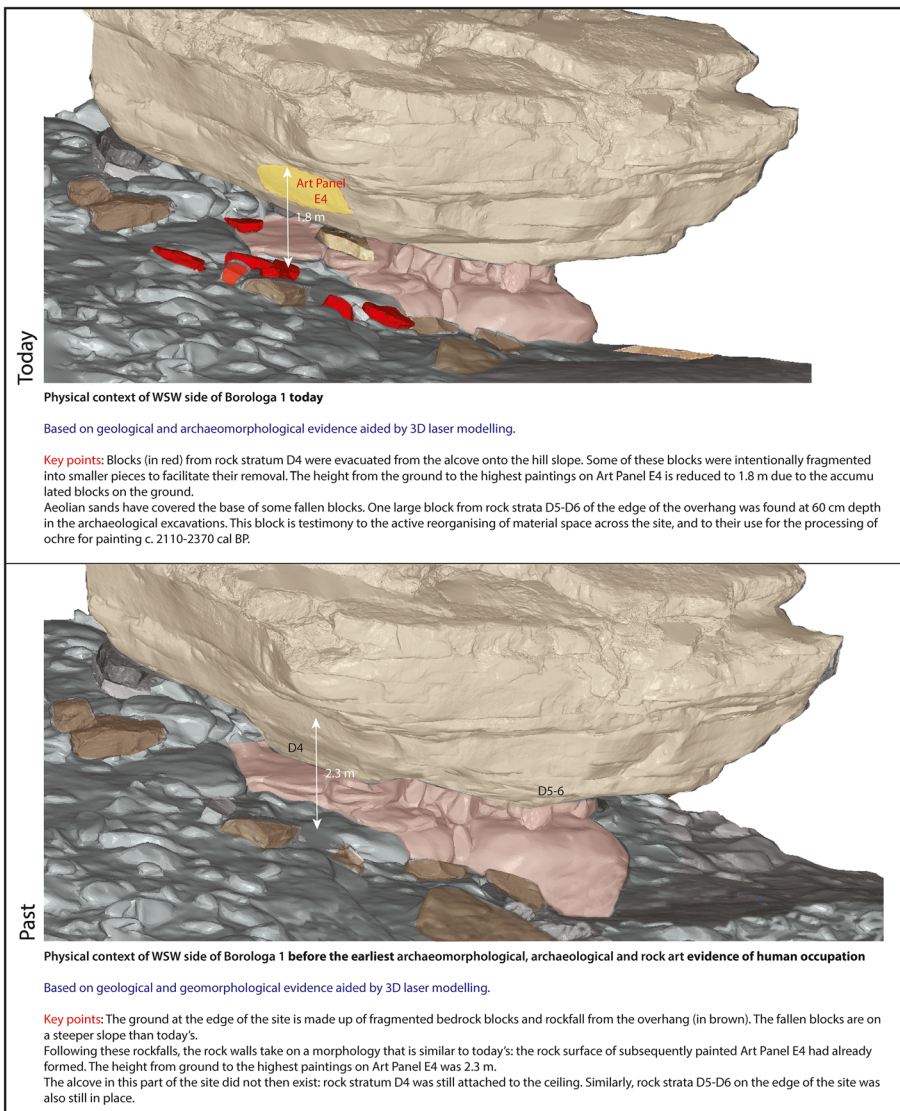 Art Panel
E4
1.8 m
Today
Physical context of WSW side of Borologa 1 today
Based on geological and archaeomorphological evidence aided by 3D laser modelling.
Key points: Blocks (in red) from rock stratum D4 were evacuated from the alcove onto the hill slope. Some of these blocks were intentionally fragmented
into smaller pieces to facilitate their removal. The height from the ground to the highest paintings on Art Panel E4 is reduced to 1.8 m due to the accumu
lated blocks on the ground.
Aeolian sands have covered the base of some fallen blocks. One large block from rock strata D5-D6 of the edge of the overhang was found at 60 cm depth
in the archaeological excavations. This block is testimony to the active reorganising of material space across the site, and to their use for the processing of
ochre for painting c. 2110-2370 cal BP.
D4
2.3 m
D5-6
Past
Physical context of WSW side of Borologa 1 before the earliest archaeomorphological, archaeological and rock art evidence of human occupation
Based on geological and geomorphological evidence aided by 3D laser modelling.
Key points: The ground at the edge of the site is made up of fragmented bedrock blocks and rockfall from the overhang (in brown). The fallen blocks are on
a steeper slope than today's.
Following these rockfalls, the rock walls take on a morphology that is similar to today's: the rock surface of subsequently painted Art Panel E4 had already
formed. The height from ground to the highest paintings on Art Panel E4 was 2.3 m.
The alcove in this part of the site did not then exist: rock stratum D4 was still attached to the ceiling. Similarly, rock strata D5-D6 on the edge of the site was
also still in place.